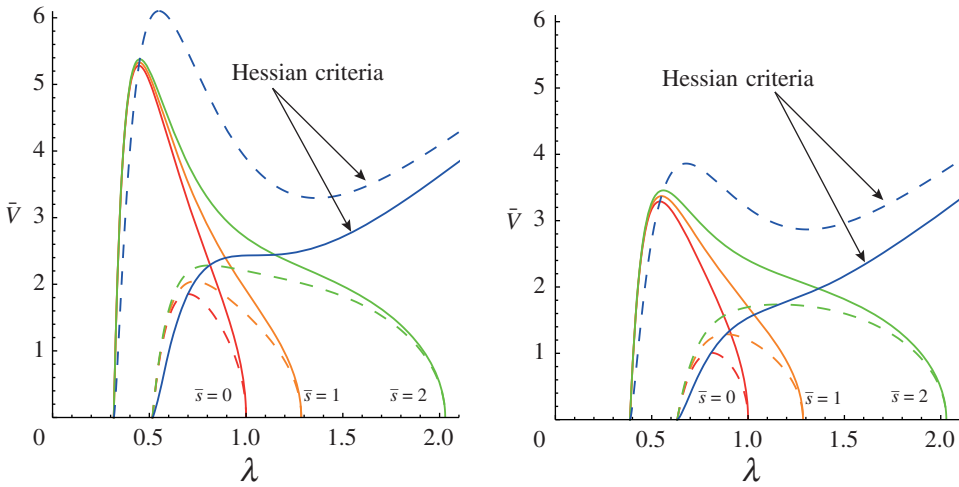 6
5
4
3
2
1
0
V̄
Hessian criteria
s̄ = 0
s̄ = 1
s̄ = 2
0.5
1.0
1.5
2.0
λ
6
5
4
3
2
1
0
V̄
Hessian criteria
s̄ = 0
s̄ = 1
s̄ = 2
0.5
1.0
1.5
2.0
λ